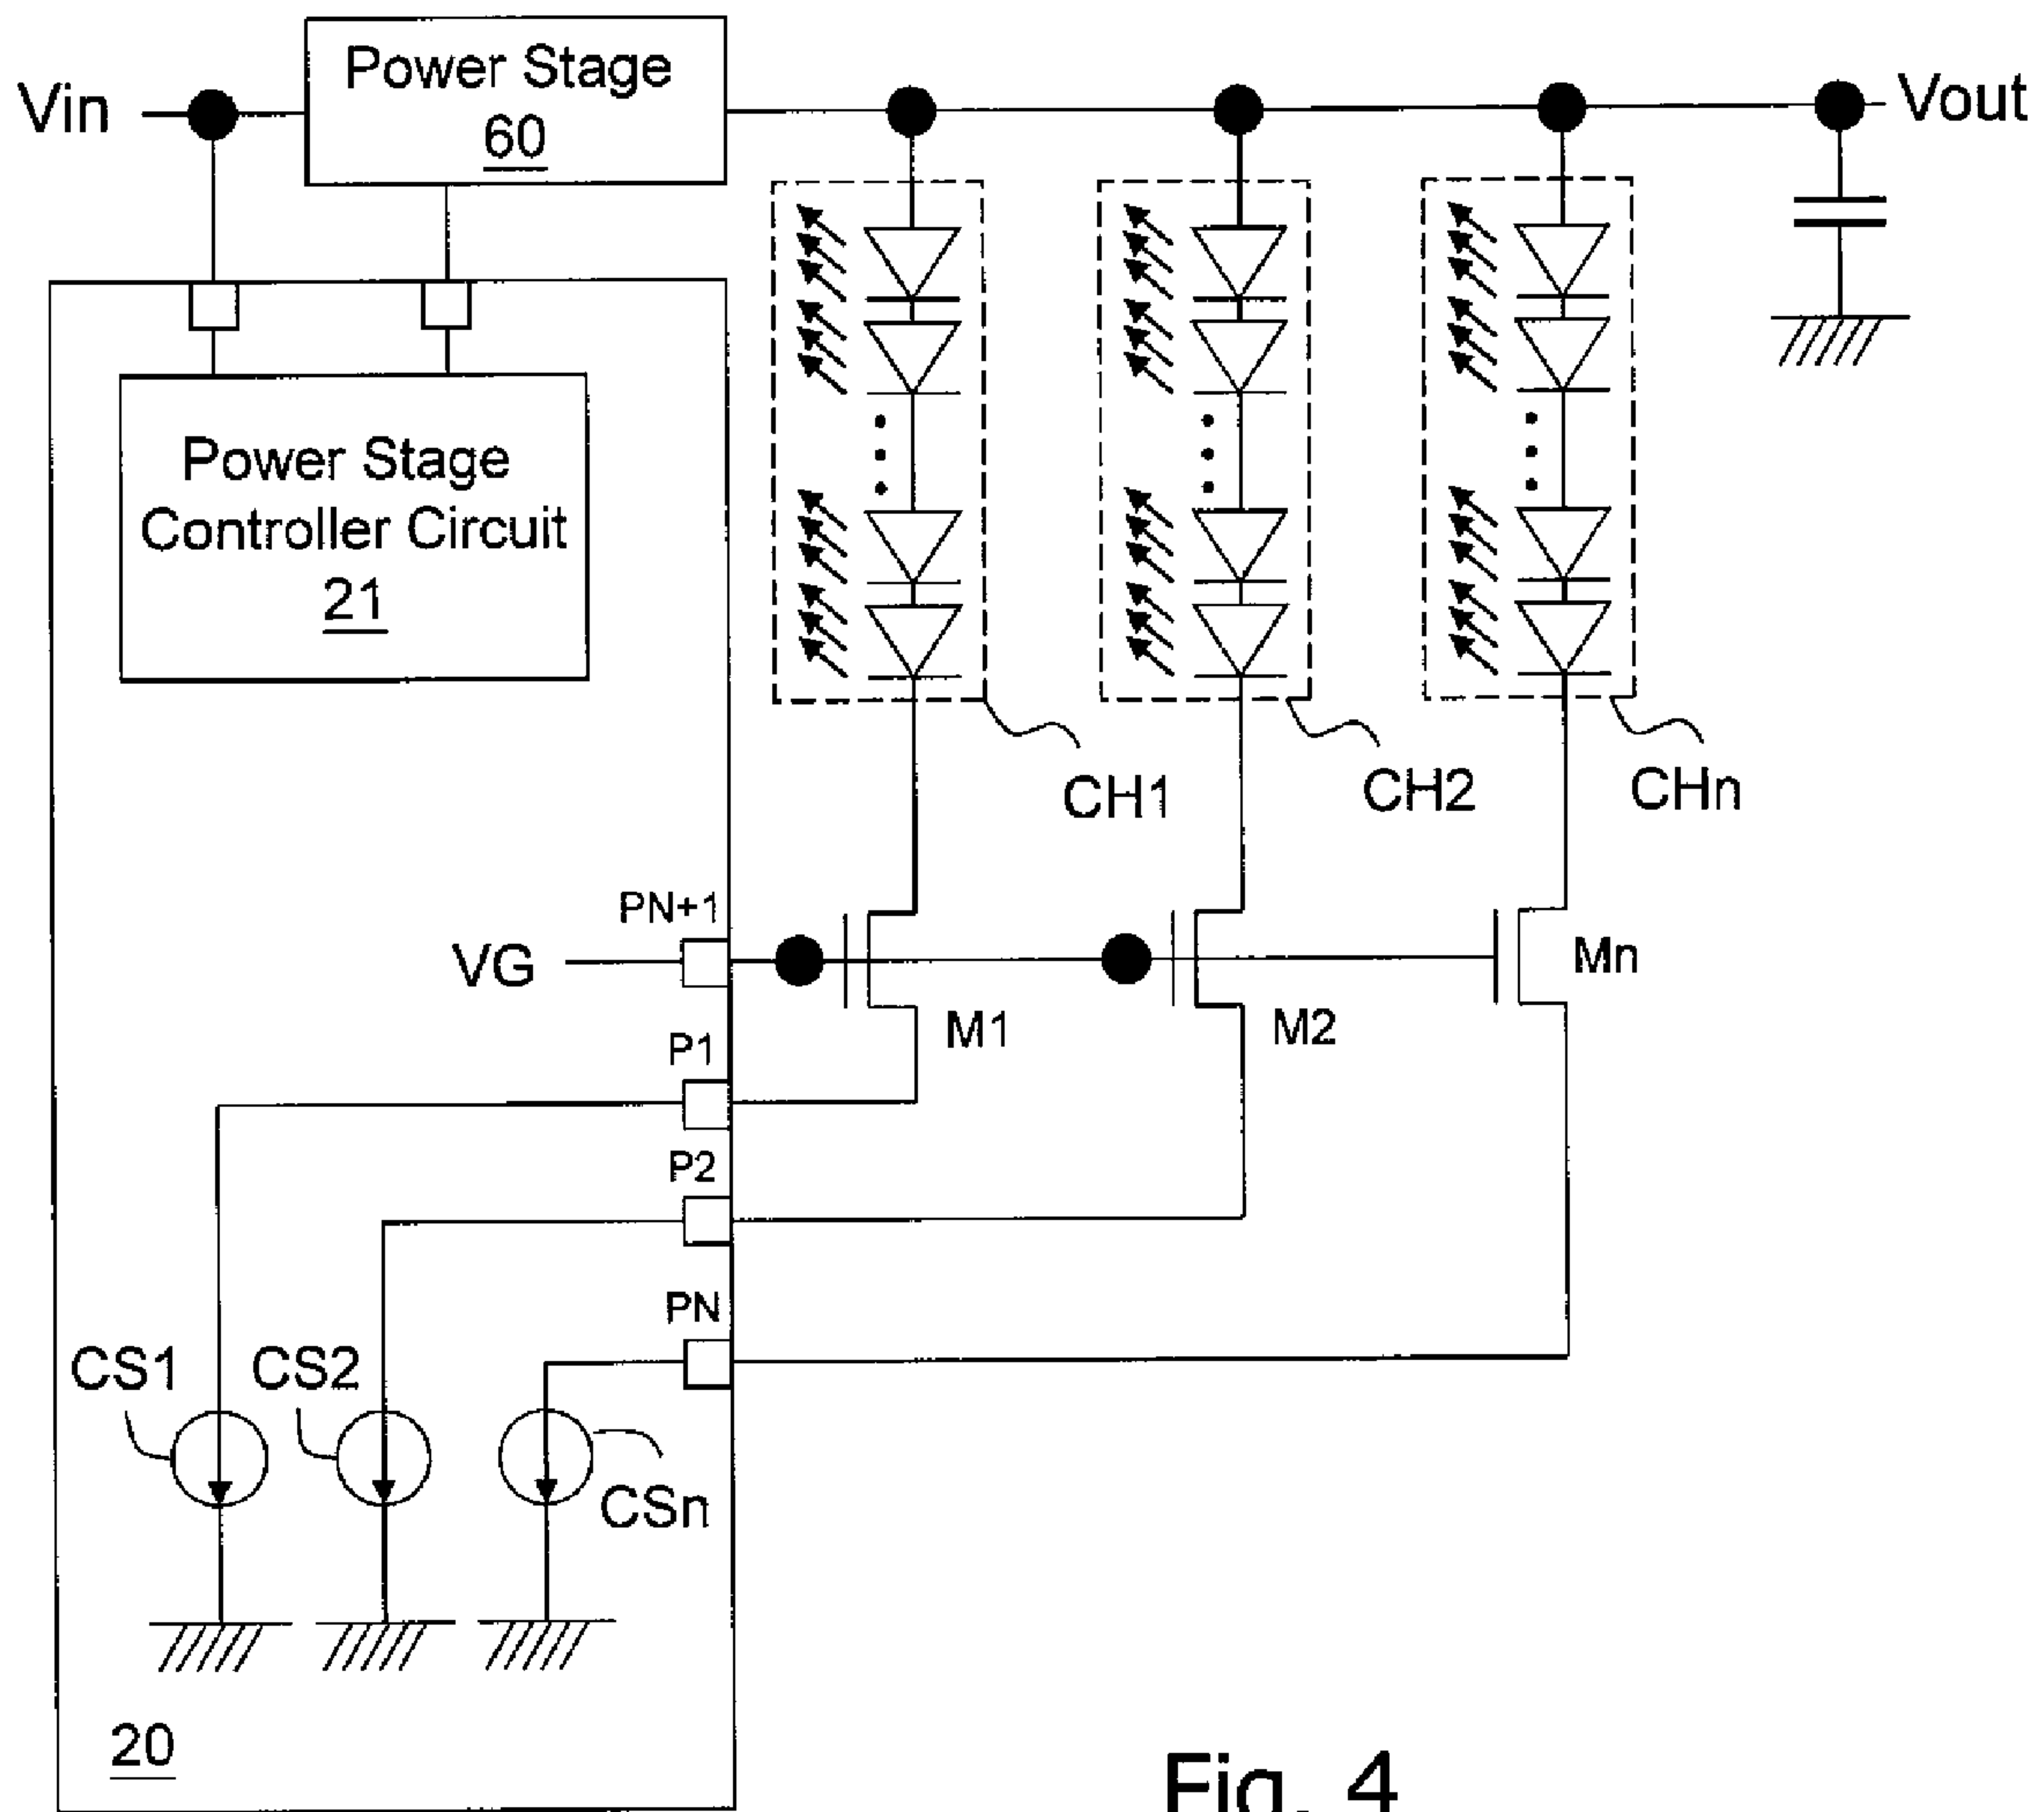 Power Stage
60
Vin
Vout
Power Stage
Controller Circuit
21
CH1
CH2
CHn
PN+1
VG
Mn
M1
M2
P1
P2
PN
CS1
CS2
CSn
20
Fig. 4